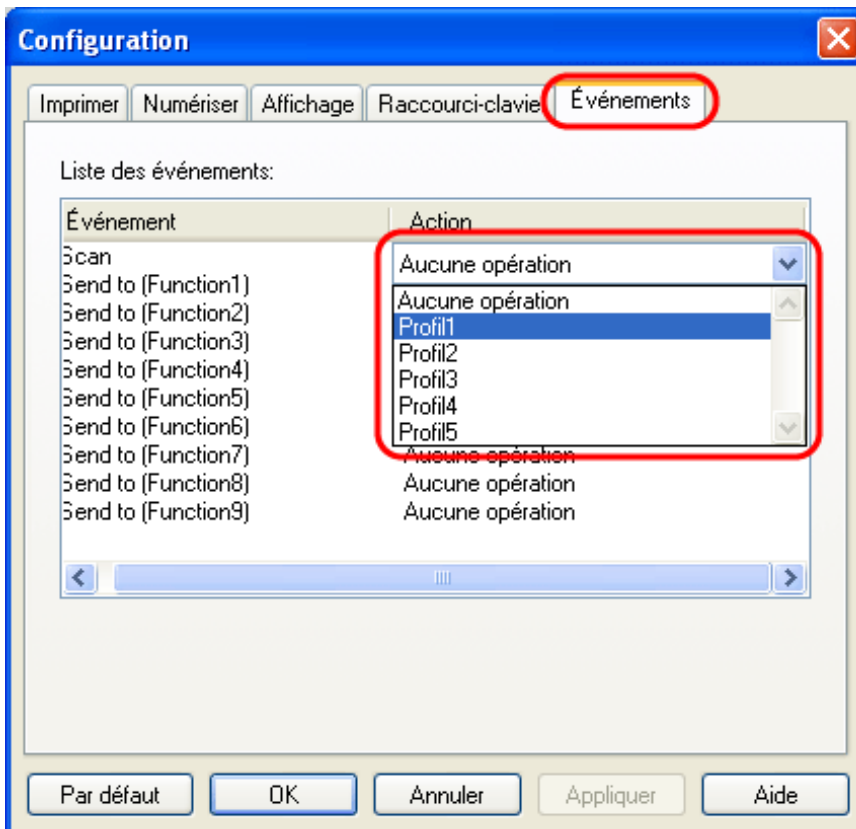 Configuration
Imprimer Numériser Affichage Raccourci-clavie Événements
Liste des événements:
Événement Action
Scan Aucune opération
Send to (Function1) Aucune opération
Send to (Function2) Profil1
Send to (Function3) Profil2
Send to (Function4) Profil3
Send to (Function5) Profil4
Send to (Function6) Profil5
Send to (Function7) Aucune opération
Send to (Function8) Aucune opération
Send to (Function9) Aucune opération
Par défaut OK Annuler Appliquer Aide